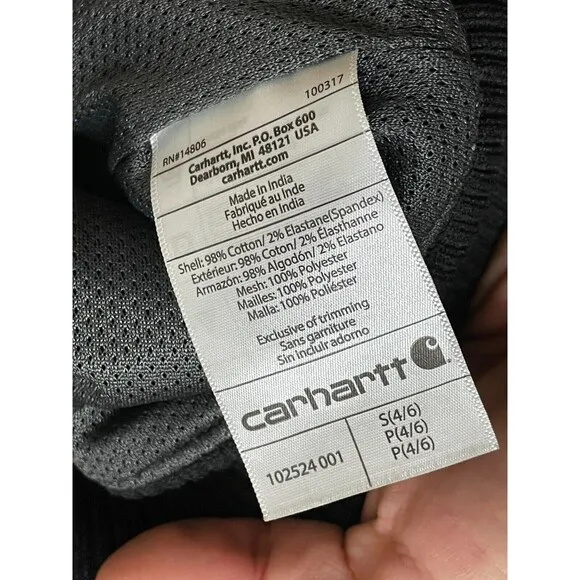 RN#14806 100317
Carhartt, Inc. P.O. Box 600
Dearborn, MI 48121 USA
carhartt.com
Made in India
Fabriqué au Inde
Hecho en India
Shell: 98% Cotton/ 2% Elastane(Spandex)
Extérieur: 98% Coton/ 2% Élasthanne
Armazón: 98% Algodón/ 2% Elastano
Mesh: 100% Polyester
Mailles: 100% Polyester
Malla: 100% Poliéster
Exclusive of trimming
Sans garniture
Sin incluir adorno
carhartt
102524 001
S(4/6)
P(4/6)
P(4/6)